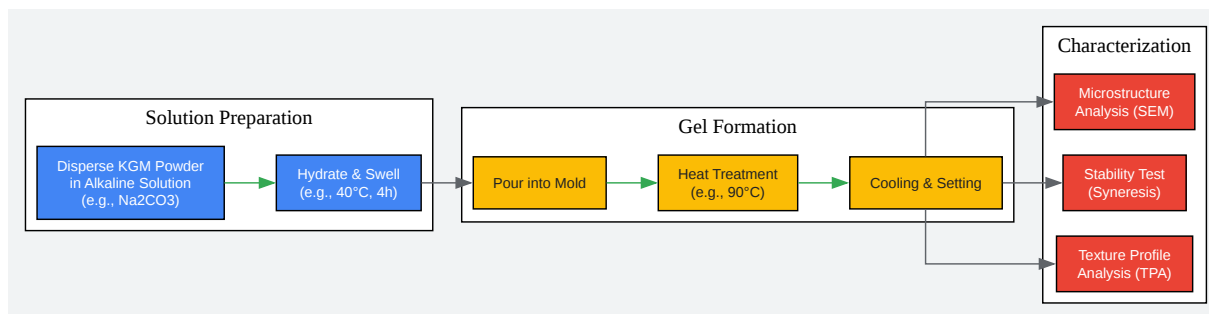 Solution Preparation
Disperse KGM Powder
in Alkaline Solution
(e.g., Na2CO3)
Hydrate & Swell
(e.g., 40°C, 4h)
Gel Formation
Pour into Mold
Heat Treatment
(e.g., 90°C)
Cooling & Setting
Characterization
Microstructure
Analysis (SEM)
Stability Test
(Syneresis)
Texture Profile
Analysis (TPA)